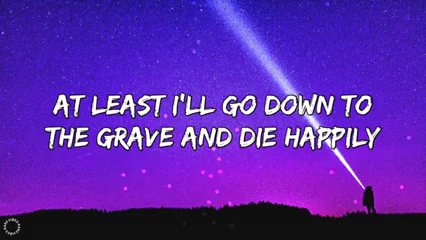 AT LEAST I'LL GO DOWN TO
THE GRAVE AND DIE HAPPILY